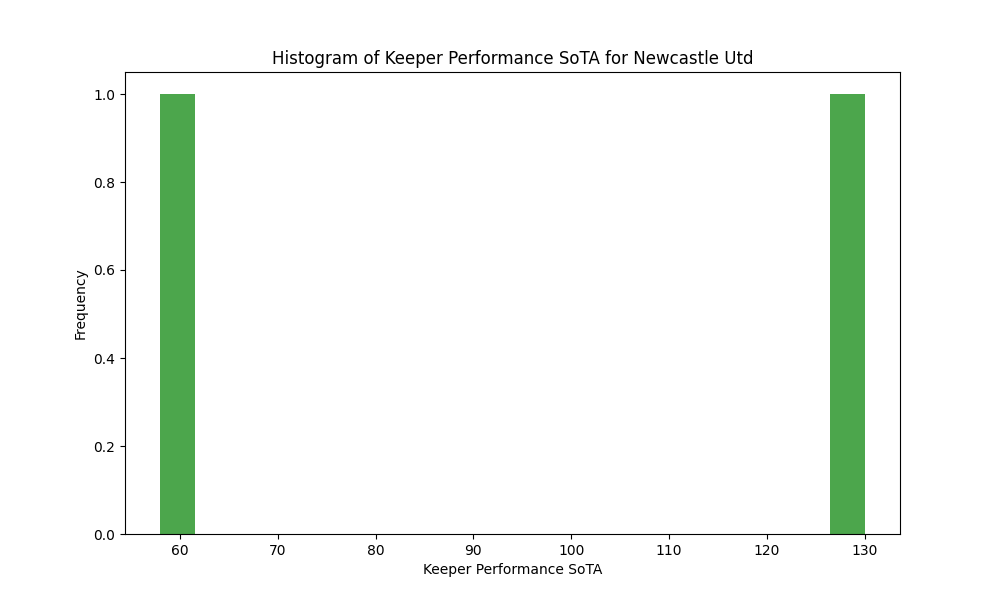 Histogram of Keeper Performance SoTA for Newcastle Utd
1.0
0.8
0.6
0.4
0.2
0.0
Frequency
60 70 80 90 100 110 120 130
Keeper Performance SoTA